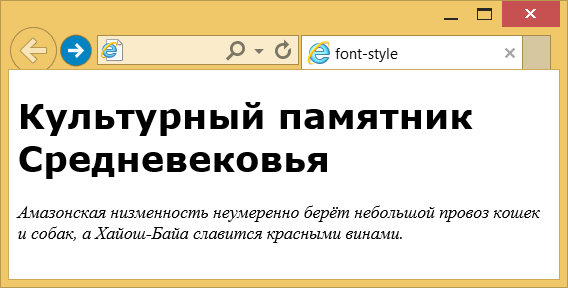 font-style
Культурный памятник
Средневековья
Амазонская низменность неумеренно берёт небольшой провоз кошек
и собак, а Хайош-Байа славится красными винами.